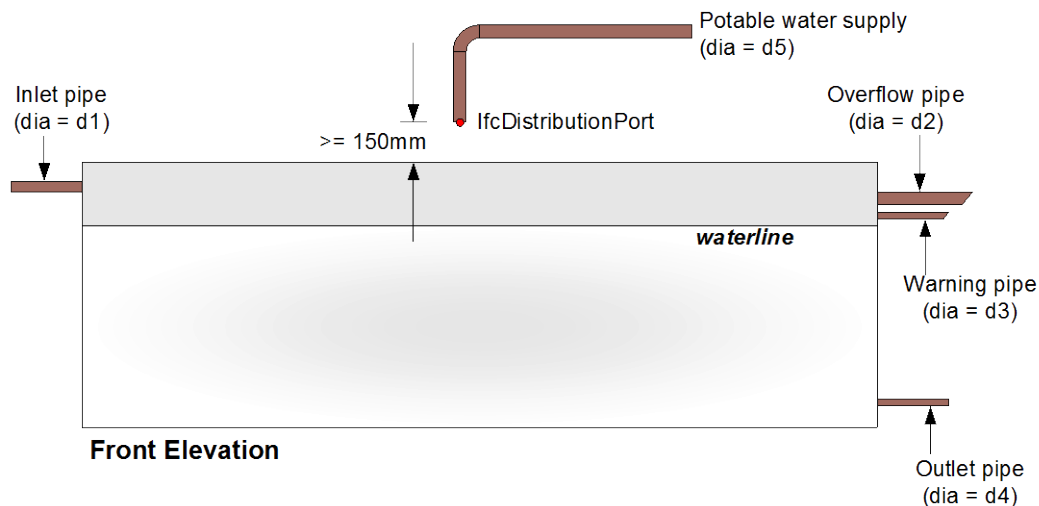 Potable water supply
(dia = d5)
Inlet pipe
(dia = d1)
Overflow pipe
(dia = d2)
IfcDistributionPort
>= 150mm
waterline
Warning pipe
(dia = d3)
Front Elevation
Outlet pipe
(dia = d4)